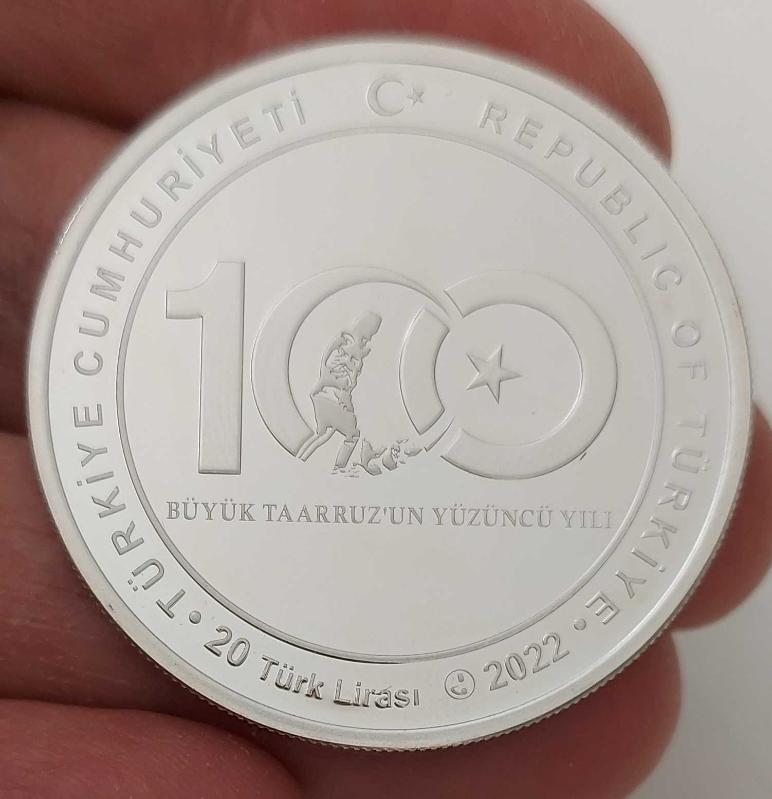 TÜRKİYE CUMHURİYETİ
REPUBLIC OF TÜRKİYE
100
BÜYÜK TAARRUZ'UN YÜZÜNCÜ YILI
• 20 Türk Lirası 2022 •